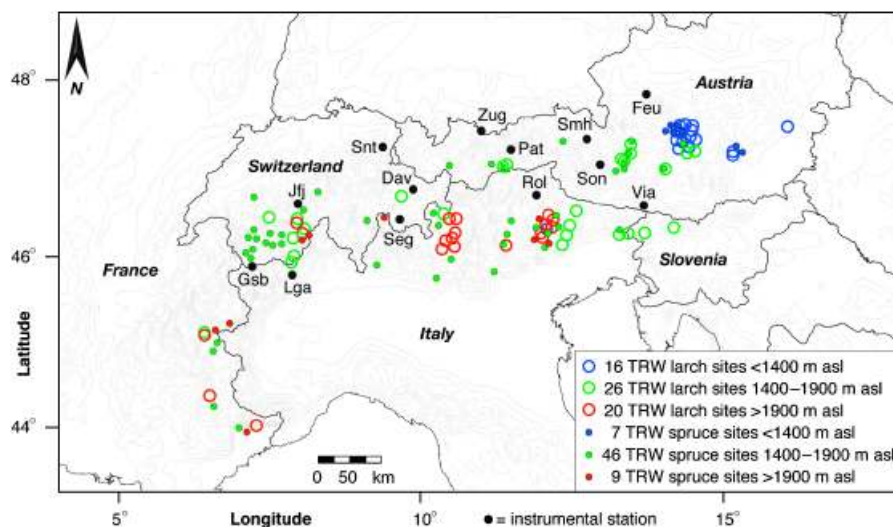 48°
46°
44°
Latitude
N
Austria
Feu
Zug
Smh
Snt
Pat
Switzerland
Son
Dav
Rol
Jfj
Via
Seg
France
Slovenia
Gsb
Lga
Italy
16 TRW larch sites <1400 m asl
26 TRW larch sites 1400–1900 m asl
20 TRW larch sites >1900 m asl
7 TRW spruce sites <1400 m asl
46 TRW spruce sites 1400–1900 m asl
9 TRW spruce sites >1900 m asl
0 50
km
5° Longitude 10° = instrumental station 15°